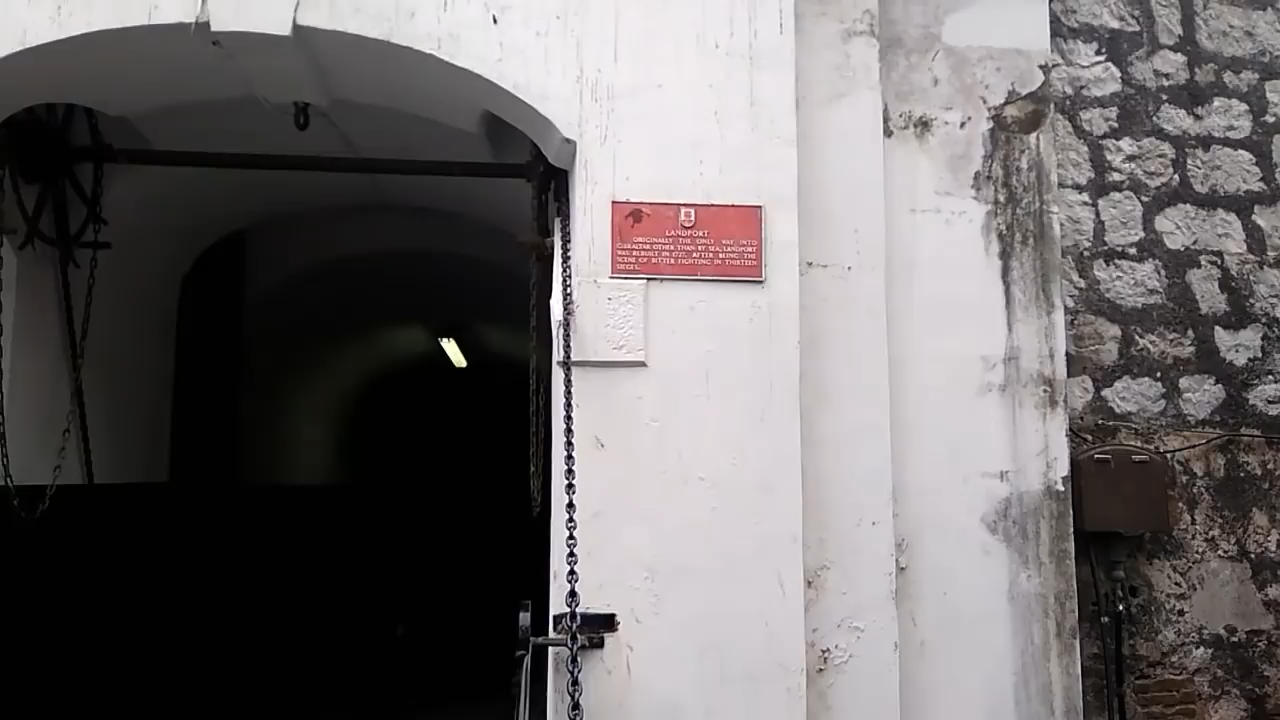 LANDPORT
ORIGINALLY THE ONLY WAY INTO
GIBRALTAR OTHER THAN BY SEA, LANDPORT
WAS REBUILT IN 1727, AFTER BEING THE
SCENE OF BITTER FIGHTING IN THIRTEEN
SIEGES.